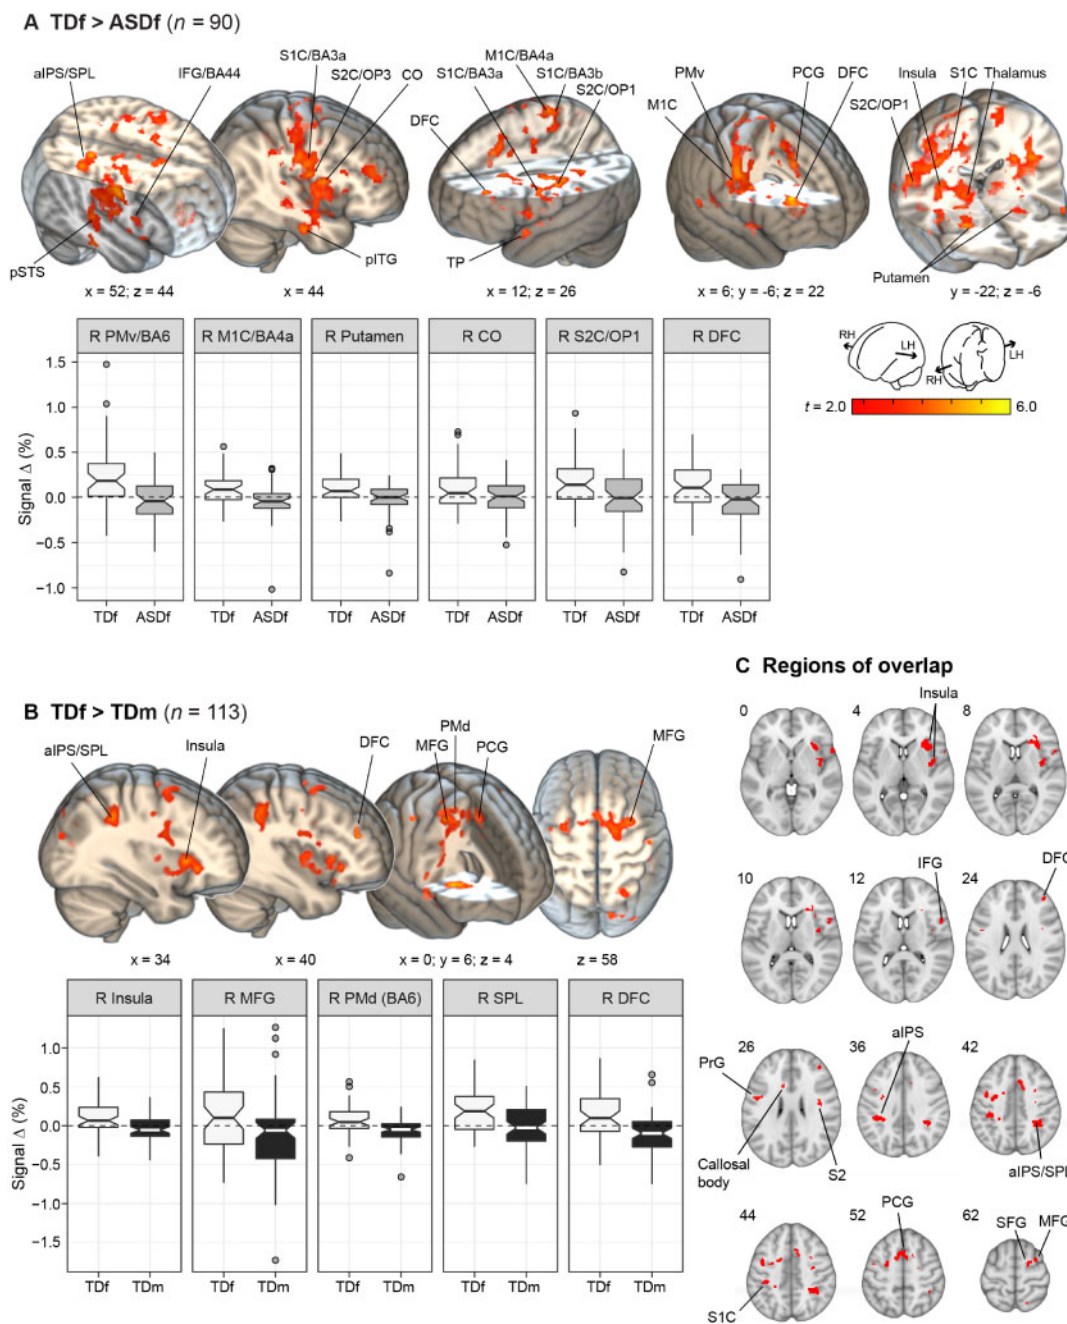 A TDf > ASDf (n = 90)
S1C/BA3a
M1C/BA4a
aIPS/SPL
IFG/BA44
S2C/OP3
CO
S1C/BA3a
S1C/BA3b
S2C/OP1
PMv
PCG
DFC
Insula
S1C
Thalamus
DFC
M1C
S2C/OP1
pSTS
pITG
TP
Putamen
x = 52; z = 44
x = 44
x = 12; z = 26
x = 6; y = -6; z = 22
y = -22; z = -6
R PMv/BA6
R M1C/BA4a
R Putamen
R CO
R S2C/OP1
R DFC
RH
LH
RH
LH
t = 2.0
6.0
Signal Δ (%)
1.5
1.0
0.5
0.0
−0.5
−1.0
TDf ASDf
TDf ASDf
TDf ASDf
TDf ASDf
TDf ASDf
TDf ASDf
B TDf > TDm (n = 113)
aIPS/SPL
Insula
DFC
MFG
PMd
PCG
MFG
x = 34
x = 40
x = 0; y = 6; z = 4
z = 58
R Insula
R MFG
R PMd (BA6)
R SPL
R DFC
Signal Δ (%)
1.0
0.5
0.0
−0.5
−1.0
−1.5
TDf TDm
TDf TDm
TDf TDm
TDf TDm
TDf TDm
C Regions of overlap
0
4
Insula
8
10
12
IFG
24
DFC
26
PrG
Callosal
body
S2
36
aIPS
42
aIPS/SPL
44
S1C
52
PCG
62
SFG
MFG